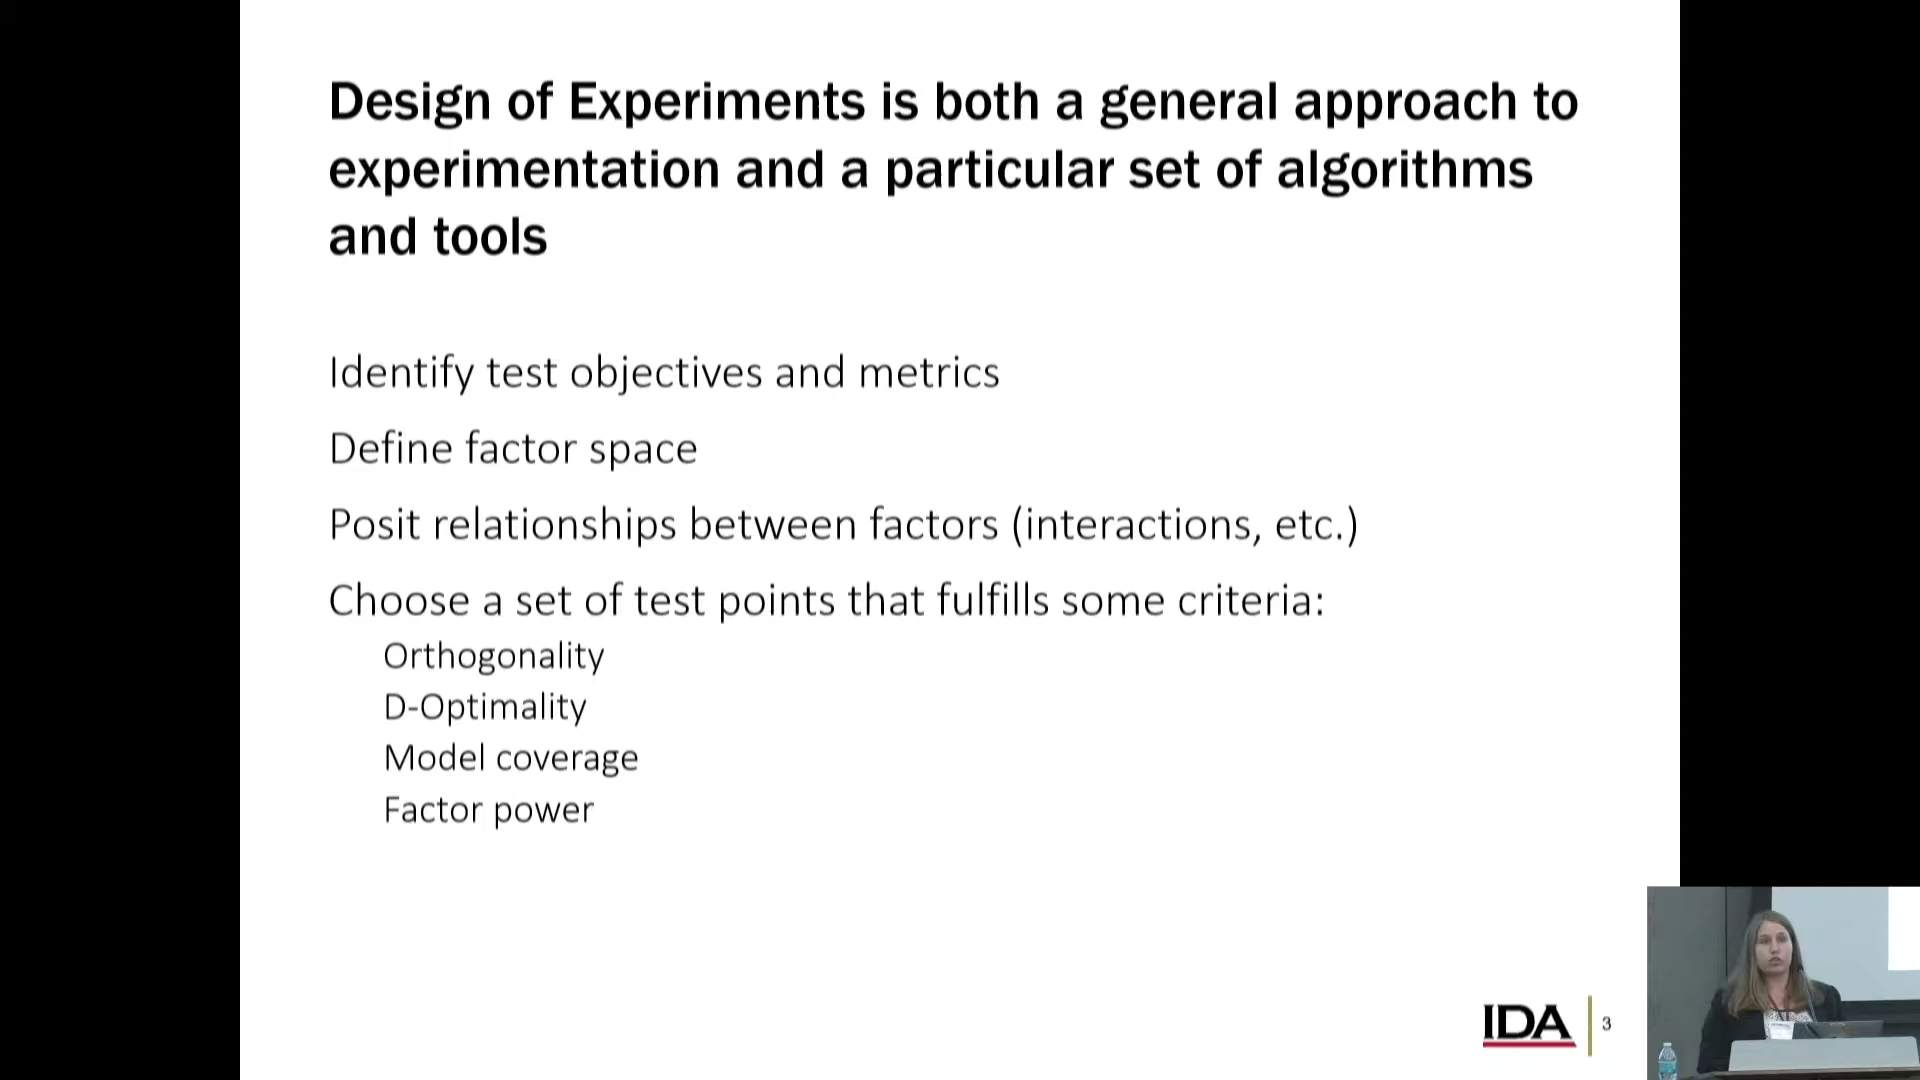 Design of Experiments is both a general approach to
experimentation and a particular set of algorithms
and tools
Identify test objectives and metrics
Define factor space
Posit relationships between factors (interactions, etc.)
Choose a set of test points that fulfills some criteria:
Orthogonality
D-Optimality
Model coverage
Factor power
IDA
3